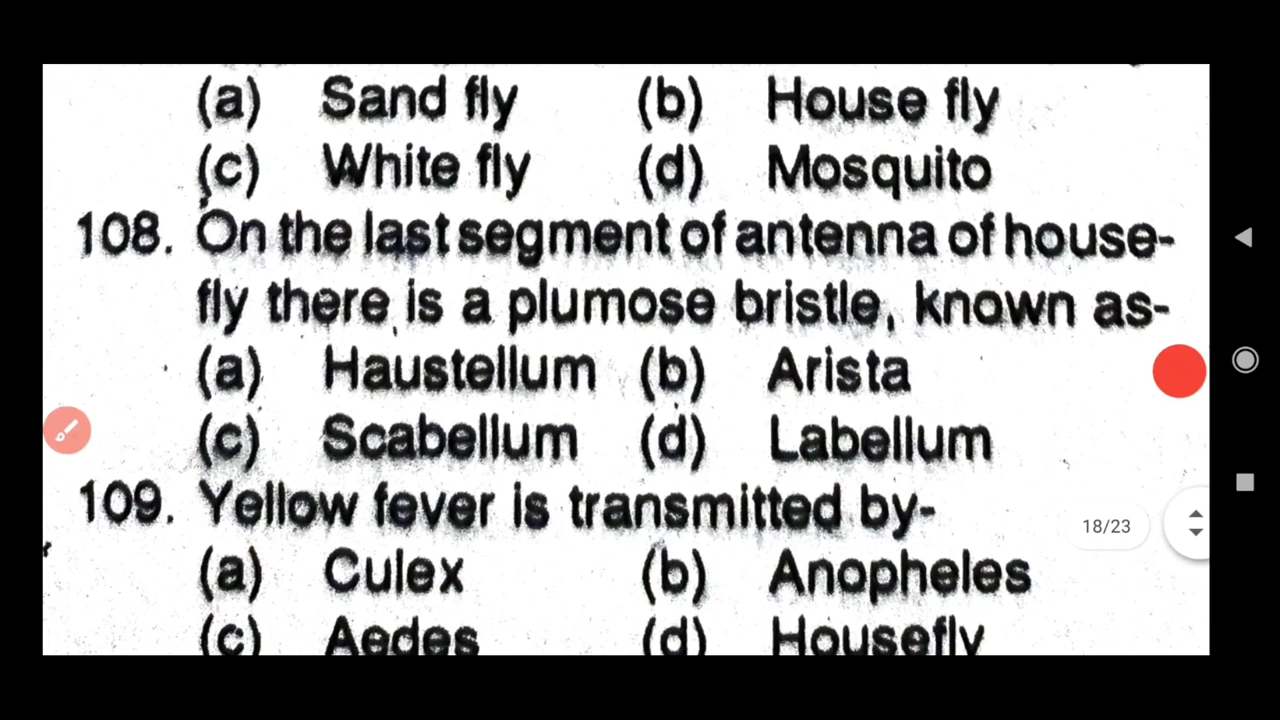 (a) Sand fly (b) House fly
(c) White fly (d) Mosquito
108. On the last segment of antenna of house-
fly there is a plumose bristle, known as-
(a) Haustellum (b) Arista
(c) Scabellum (d) Labellum
109. Yellow fever is transmitted by-
18/23
(a) Culex (b) Anopheles
(c) Aedes (d) Housefly